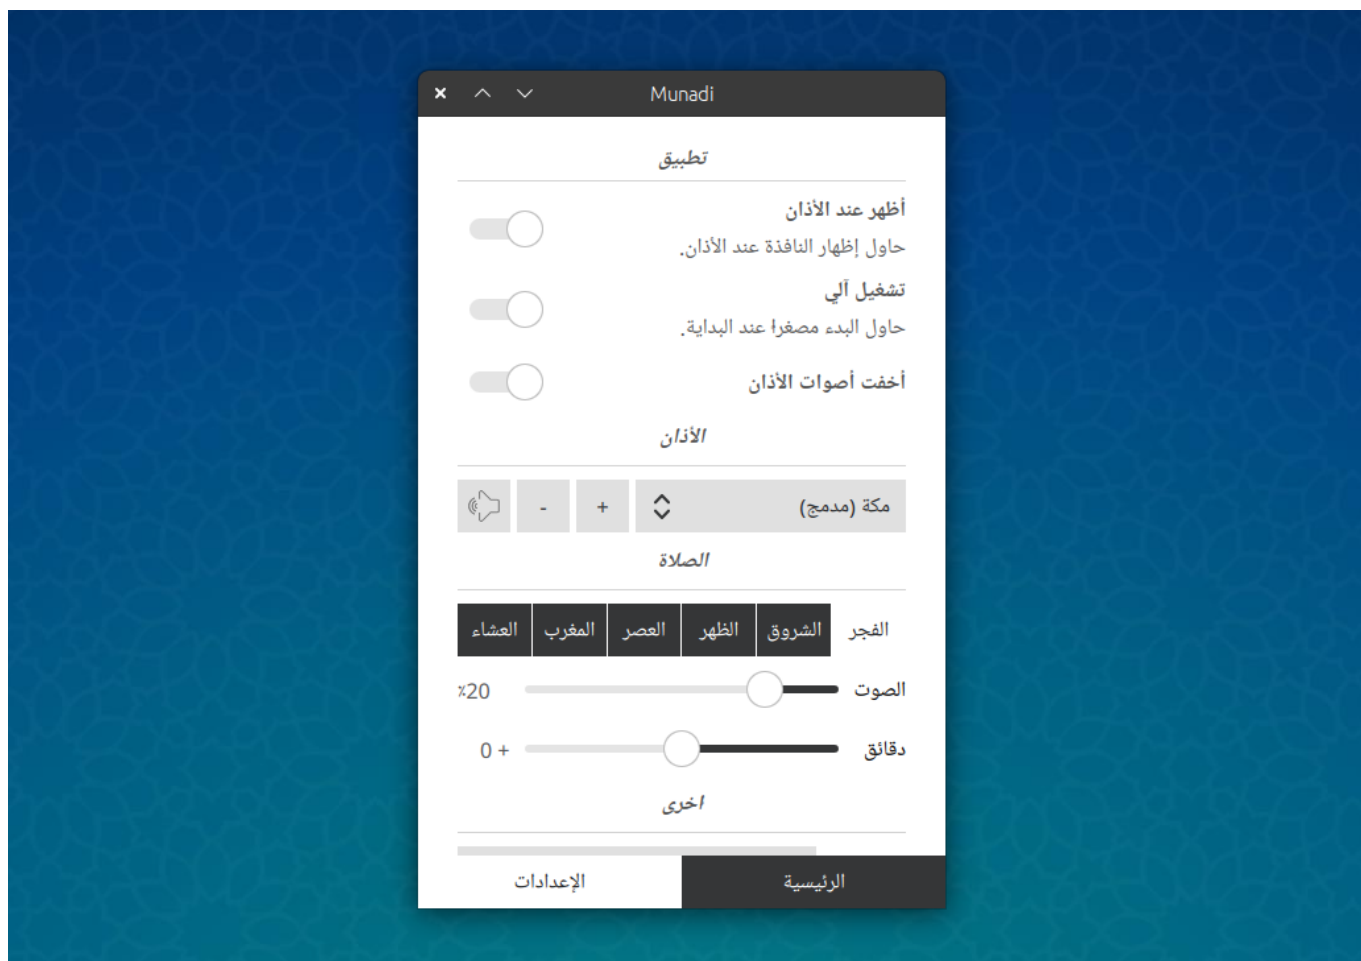 Munadi
تطبيق
أظهر عند الأذان
حاول إظهار النافذة عند الأذان.
تشغيل آلي
حاول البدء مصغرا عند البداية.
أخفت أصوات الأذان
الأذان
مكة (مدمج) + -
الصلاة
الفجر الشروق الظهر العصر المغرب العشاء
الصوت 20٪
دقائق + 0
اخرى
الرئيسية الإعدادات